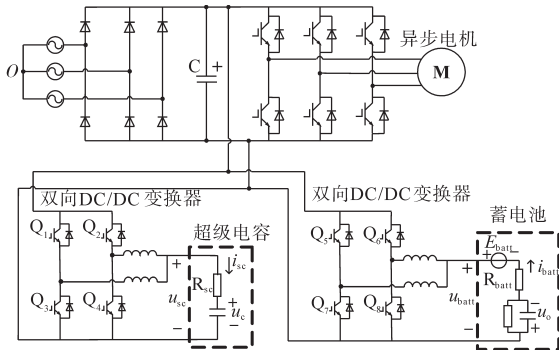 O
C
+
异步电机
M
双向DC/DC变换器
双向DC/DC变换器
超级电容
蓄电池
Q1
Q2
Q3
Q4
+
usc
−
Rsc
isc
+
uc
−
Q5
Q6
Q7
Q8
+
ubatt
−
Ebatt
+
−
Rbatt
ibatt
−
uo
+